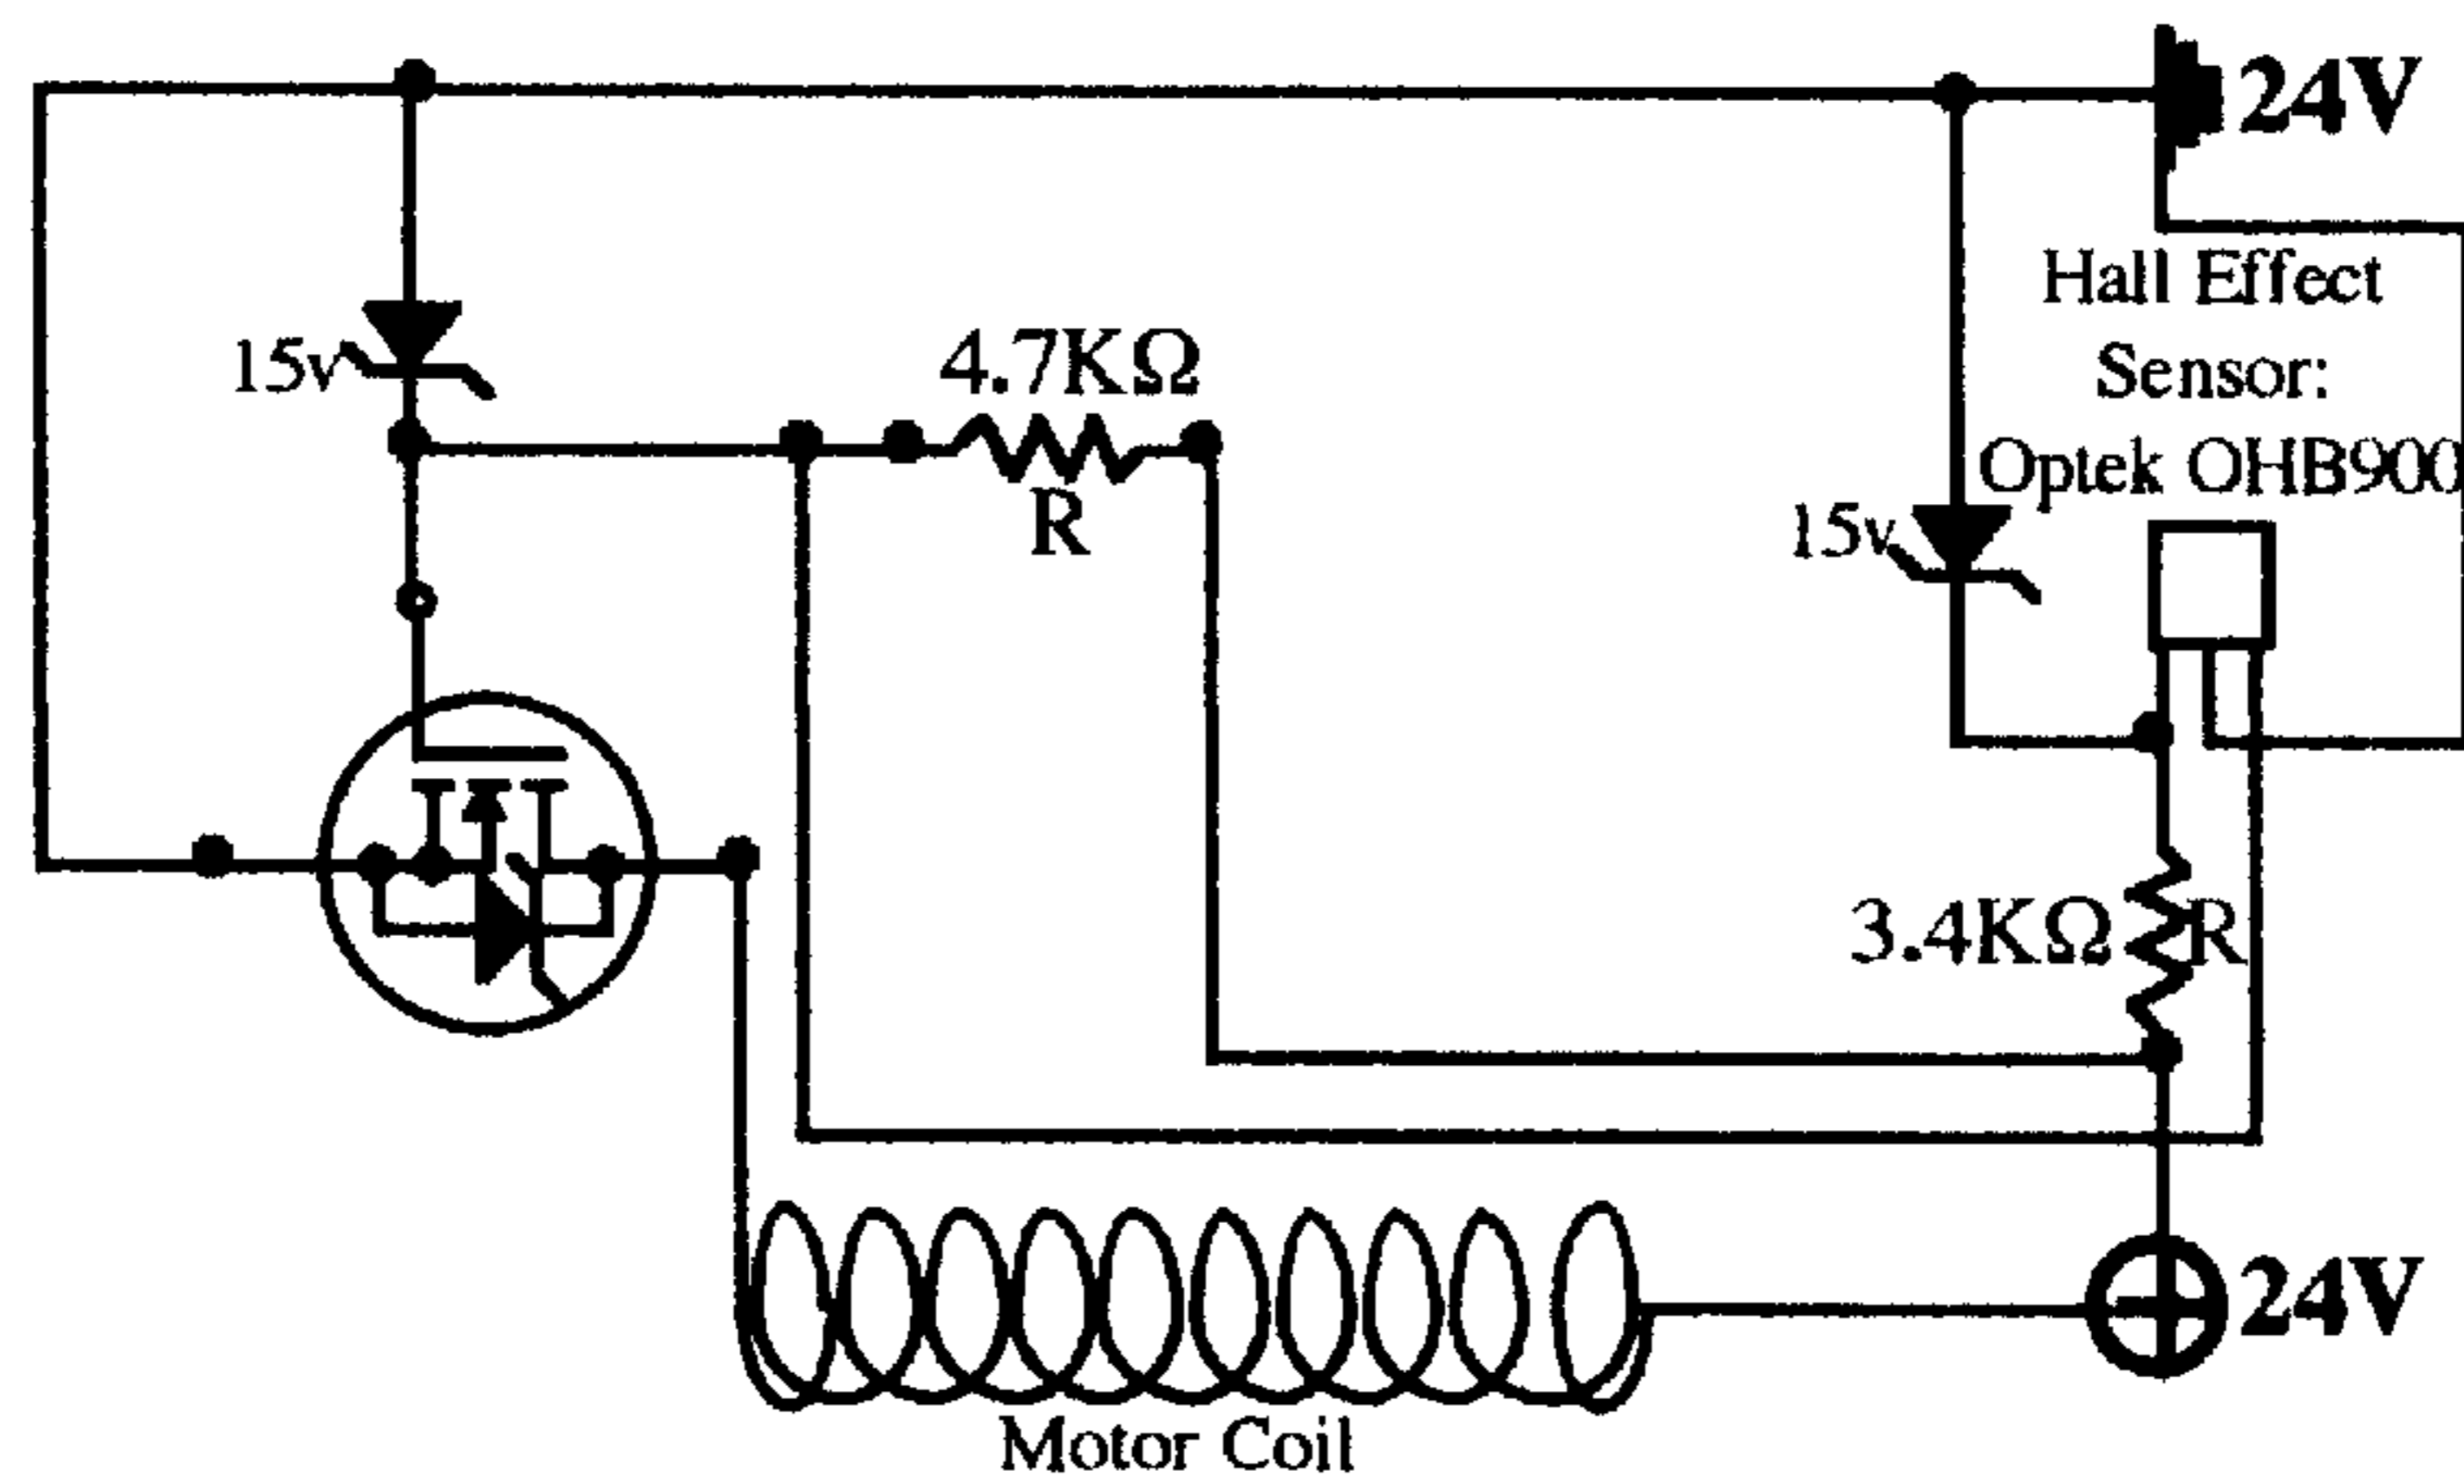 24V
Hall Effect
Sensor:
Optek OHB900
15v
4.7KΩ
R
15v
3.4KΩ
R
24V
Motor Coil